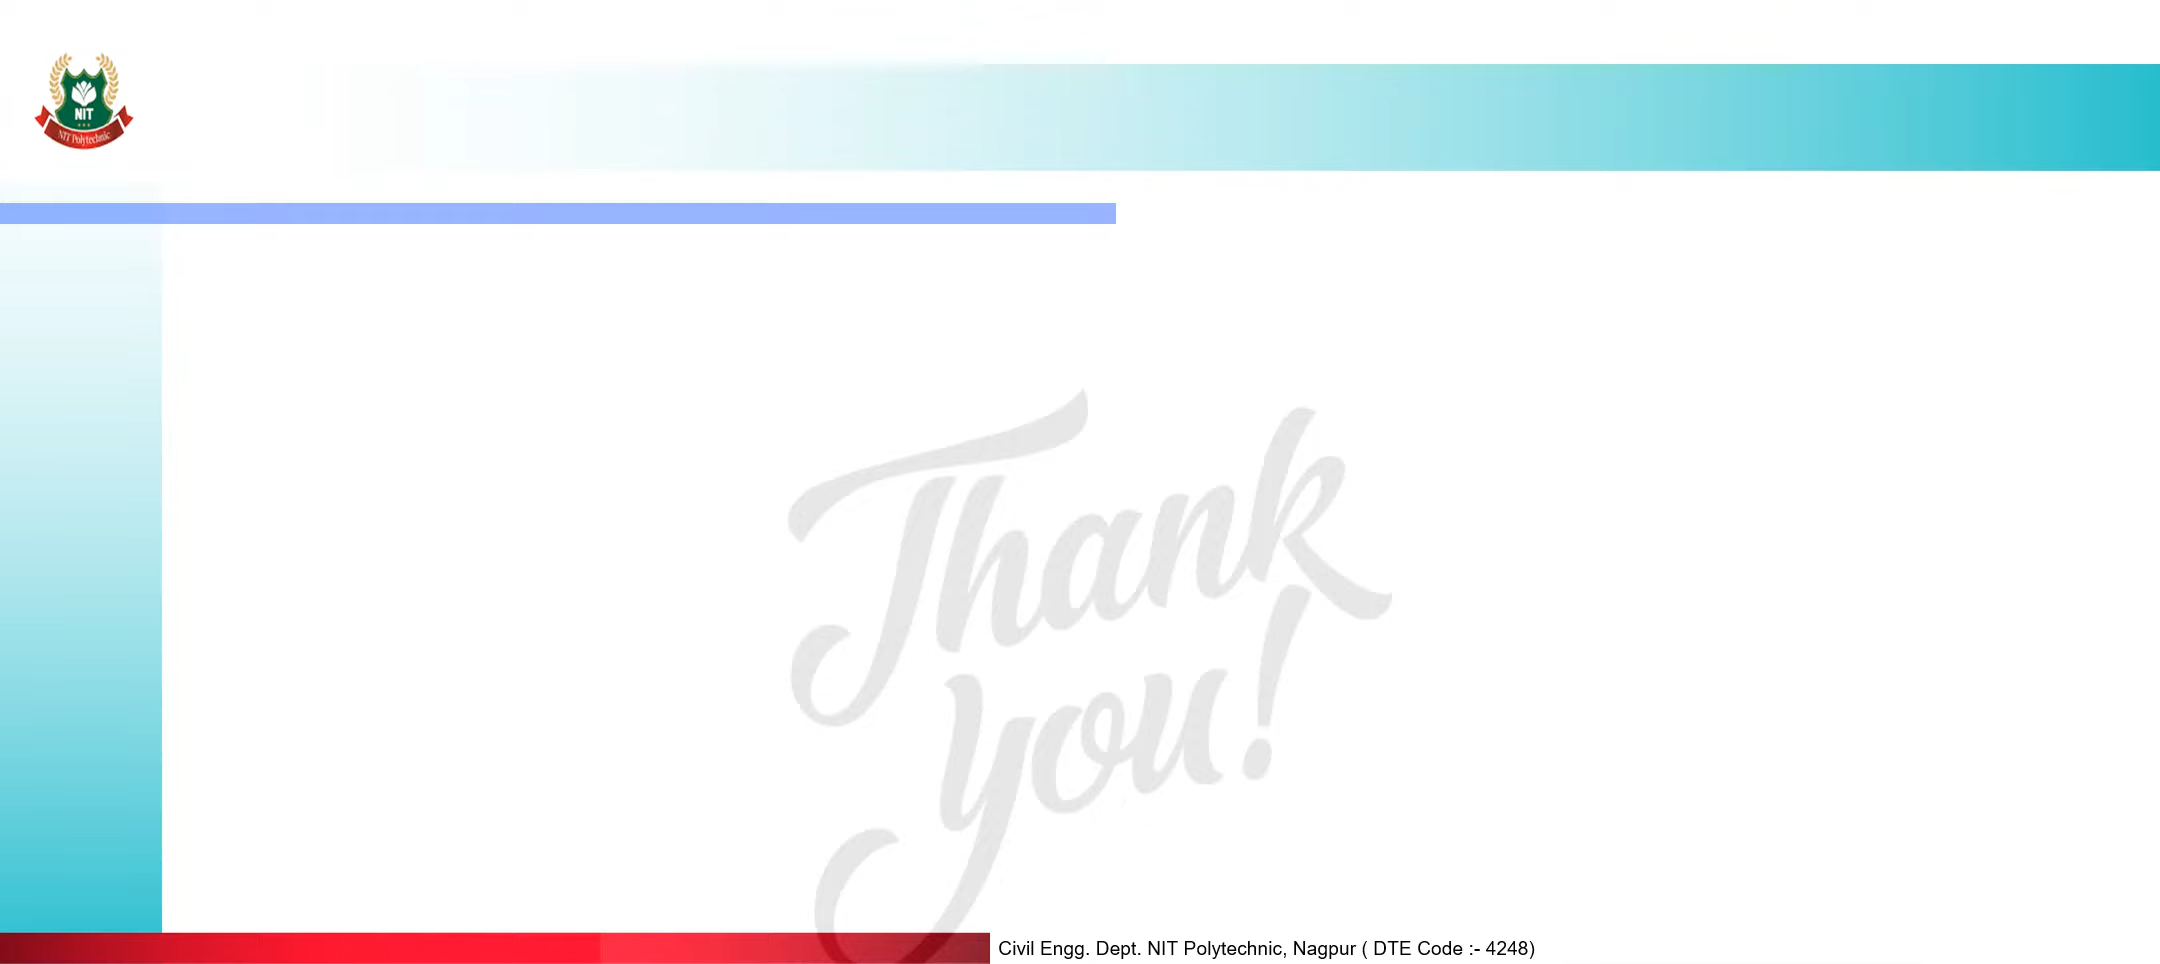 NIT
NIT Polytechnic
Thank
you!
Civil Engg. Dept. NIT Polytechnic, Nagpur ( DTE Code :- 4248)